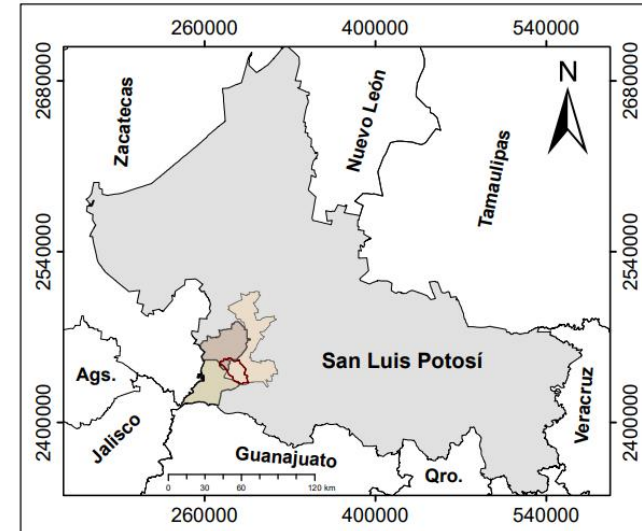 260000 400000 540000
2680000
2540000
2400000
Zacatecas
Nuevo León
Tamaulipas
N
2680000
2540000
2400000
San Luis Potosí
Ags.
Jalisco
Guanajuato
Qro.
Veracruz
0 30 60 120 km
260000 400000 540000